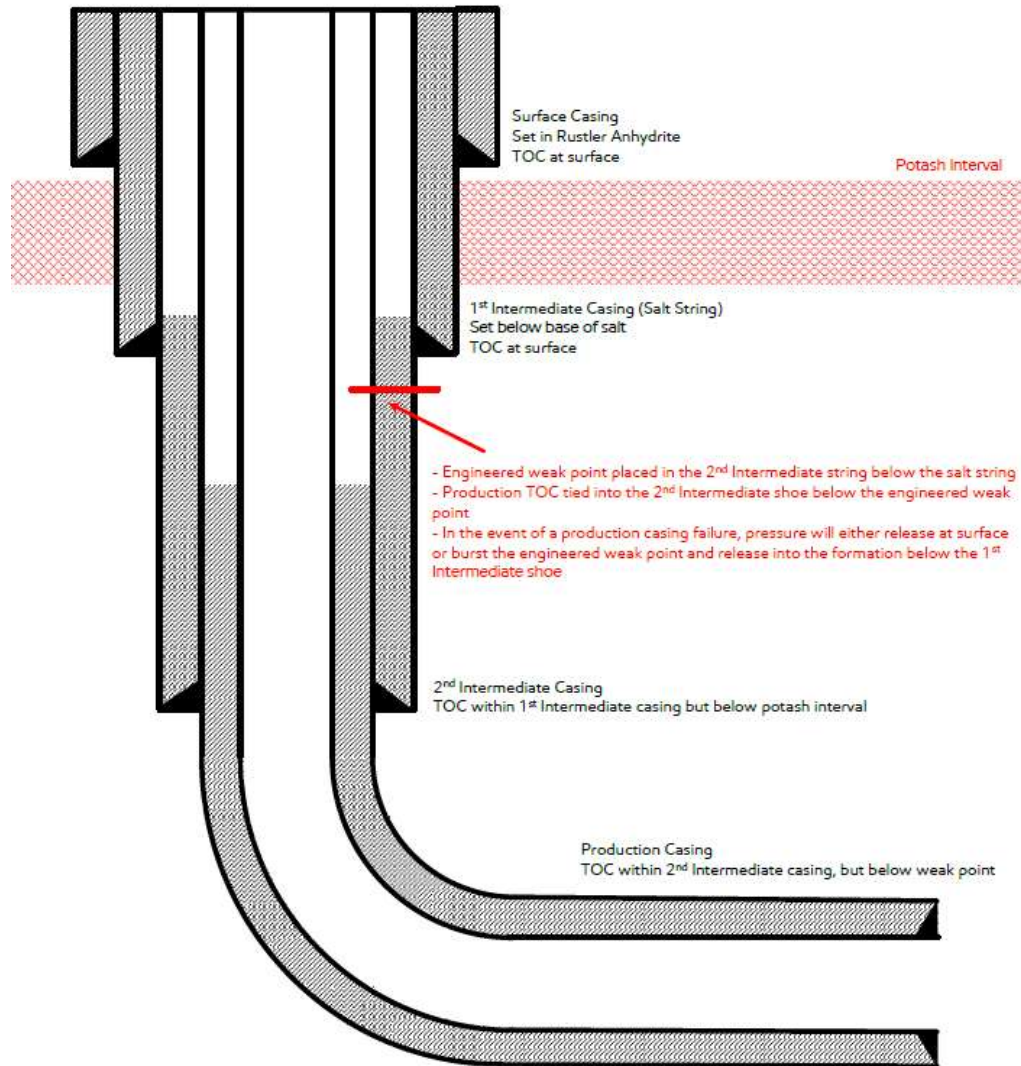 Surface Casing
Set in Rustler Anhydrite
TOC at surface
Potash Interval
1st Intermediate Casing (Salt String)
Set below base of salt
TOC at surface
- Engineered weak point placed in the 2nd Intermediate string below the salt string
- Production TOC tied into the 2nd Intermediate shoe below the engineered weak
point
- In the event of a production casing failure, pressure will either release at surface
or burst the engineered weak point and release into the formation below the 1st
Intermediate shoe
2nd Intermediate Casing
TOC within 1st Intermediate casing but below potash interval
Production Casing
TOC within 2nd Intermediate casing, but below weak point